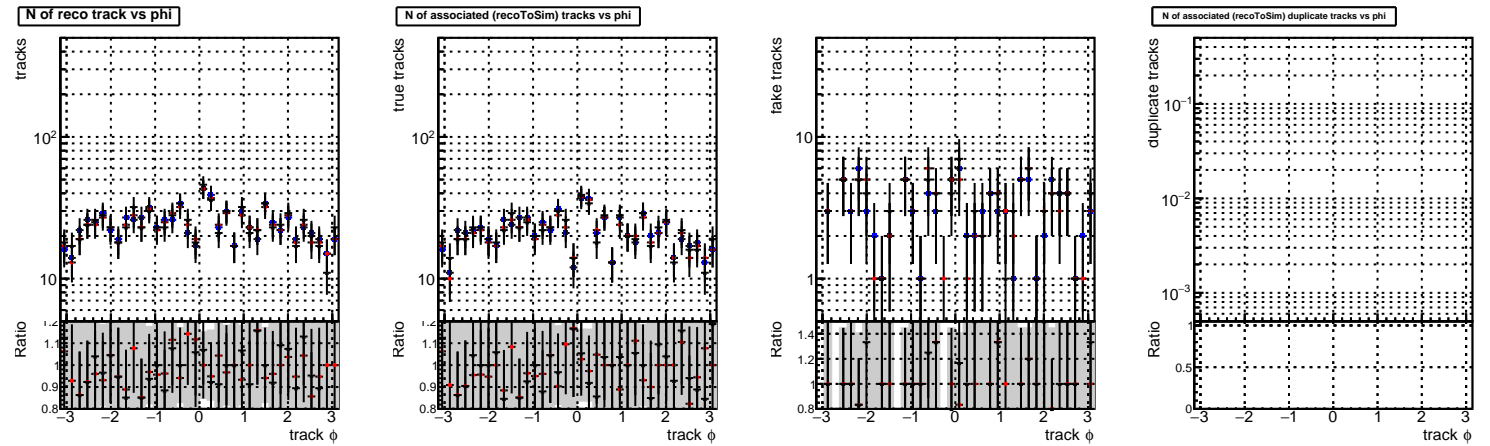 N of reco track vs phi
tracks
10²
10
Ratio
1.2
1.1
1
0.9
0.8
−3 −2 −1 0 1 2 3
track ϕ
N of associated (recoToSim) tracks vs phi
true tracks
10²
10
Ratio
1.2
1.1
1
0.9
0.8
−3 −2 −1 0 1 2 3
track ϕ
fake tracks
10
1
Ratio
1.4
1.2
1
0.8
−3 −2 −1 0 1 2 3
track ϕ
N of associated (recoToSim) duplicate tracks vs phi
duplicate tracks
10⁻¹
10⁻²
10⁻³
Ratio
1
0.5
0
−3 −2 −1 0 1 2 3
track ϕ